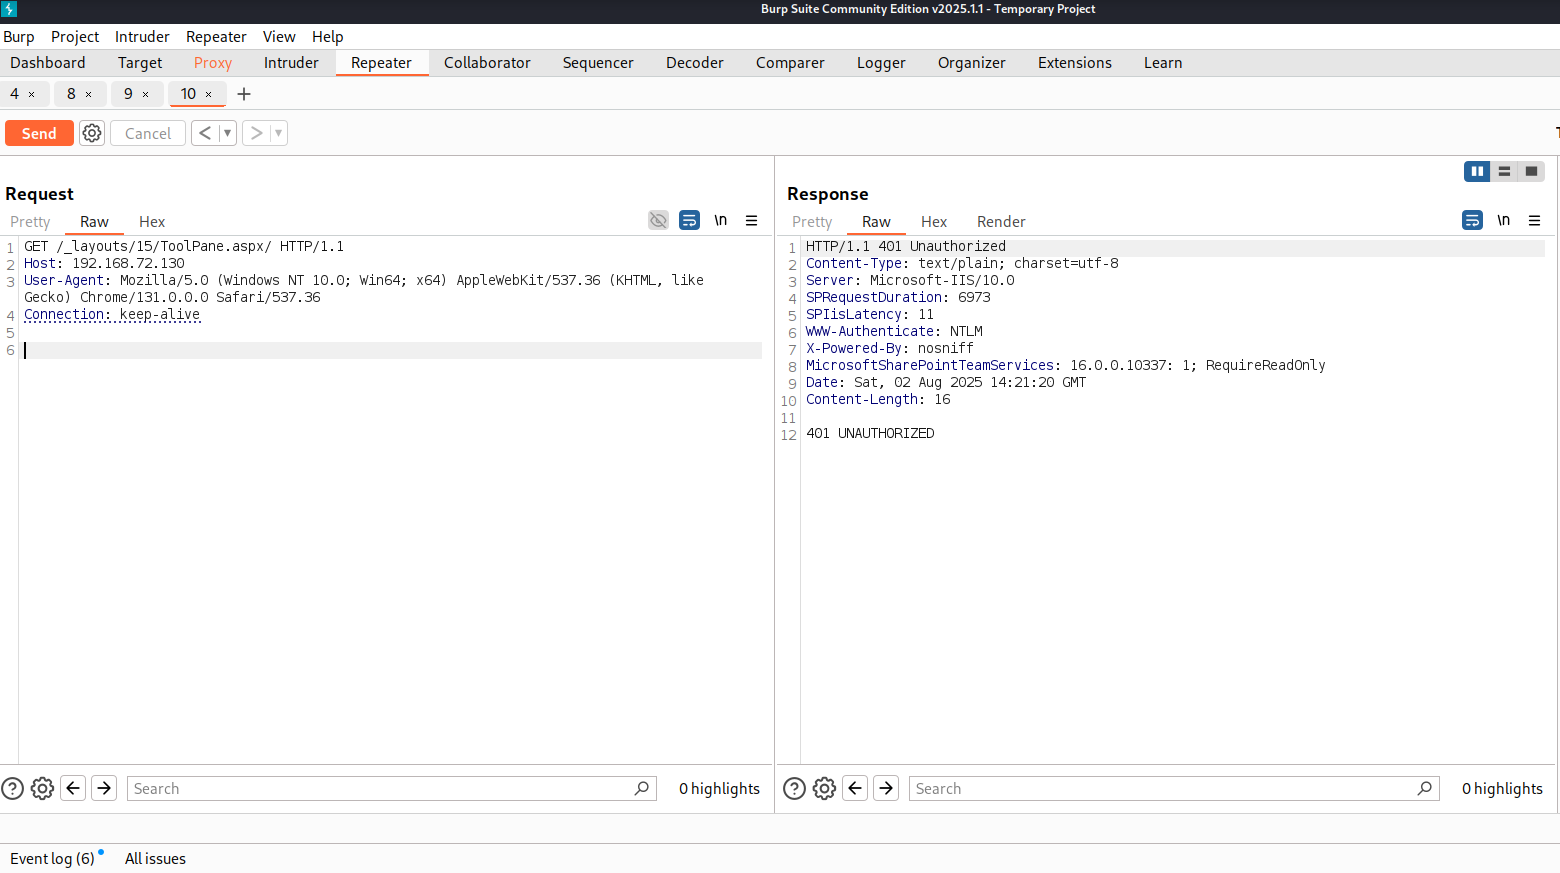 Burp Suite Community Edition v2025.1.1 - Temporary Project
Burp Project Intruder Repeater View Help
Dashboard Target Proxy Intruder Repeater Collaborator Sequencer Decoder Comparer Logger Organizer Extensions Learn
4 × 8 × 9 × 10 × +
Send Cancel < >
Request
Pretty Raw Hex \n
1 GET /_layouts/15/ToolPane.aspx/ HTTP/1.1
2 Host: 192.168.72.130
3 User-Agent: Mozilla/5.0 (Windows NT 10.0; Win64; x64) AppleWebKit/537.36 (KHTML, like
Gecko) Chrome/131.0.0.0 Safari/537.36
4 Connection: keep-alive
5
6
Search 0 highlights
Response
Pretty Raw Hex Render \n
1 HTTP/1.1 401 Unauthorized
2 Content-Type: text/plain; charset=utf-8
3 Server: Microsoft-IIS/10.0
4 SPRequestDuration: 6973
5 SPIisLatency: 11
6 WWW-Authenticate: NTLM
7 X-Powered-By: nosniff
8 MicrosoftSharePointTeamServices: 16.0.0.10337: 1; RequireReadOnly
9 Date: Sat, 02 Aug 2025 14:21:20 GMT
10 Content-Length: 16
11
12 401 UNAUTHORIZED
Search 0 highlights
Event log (6) All issues